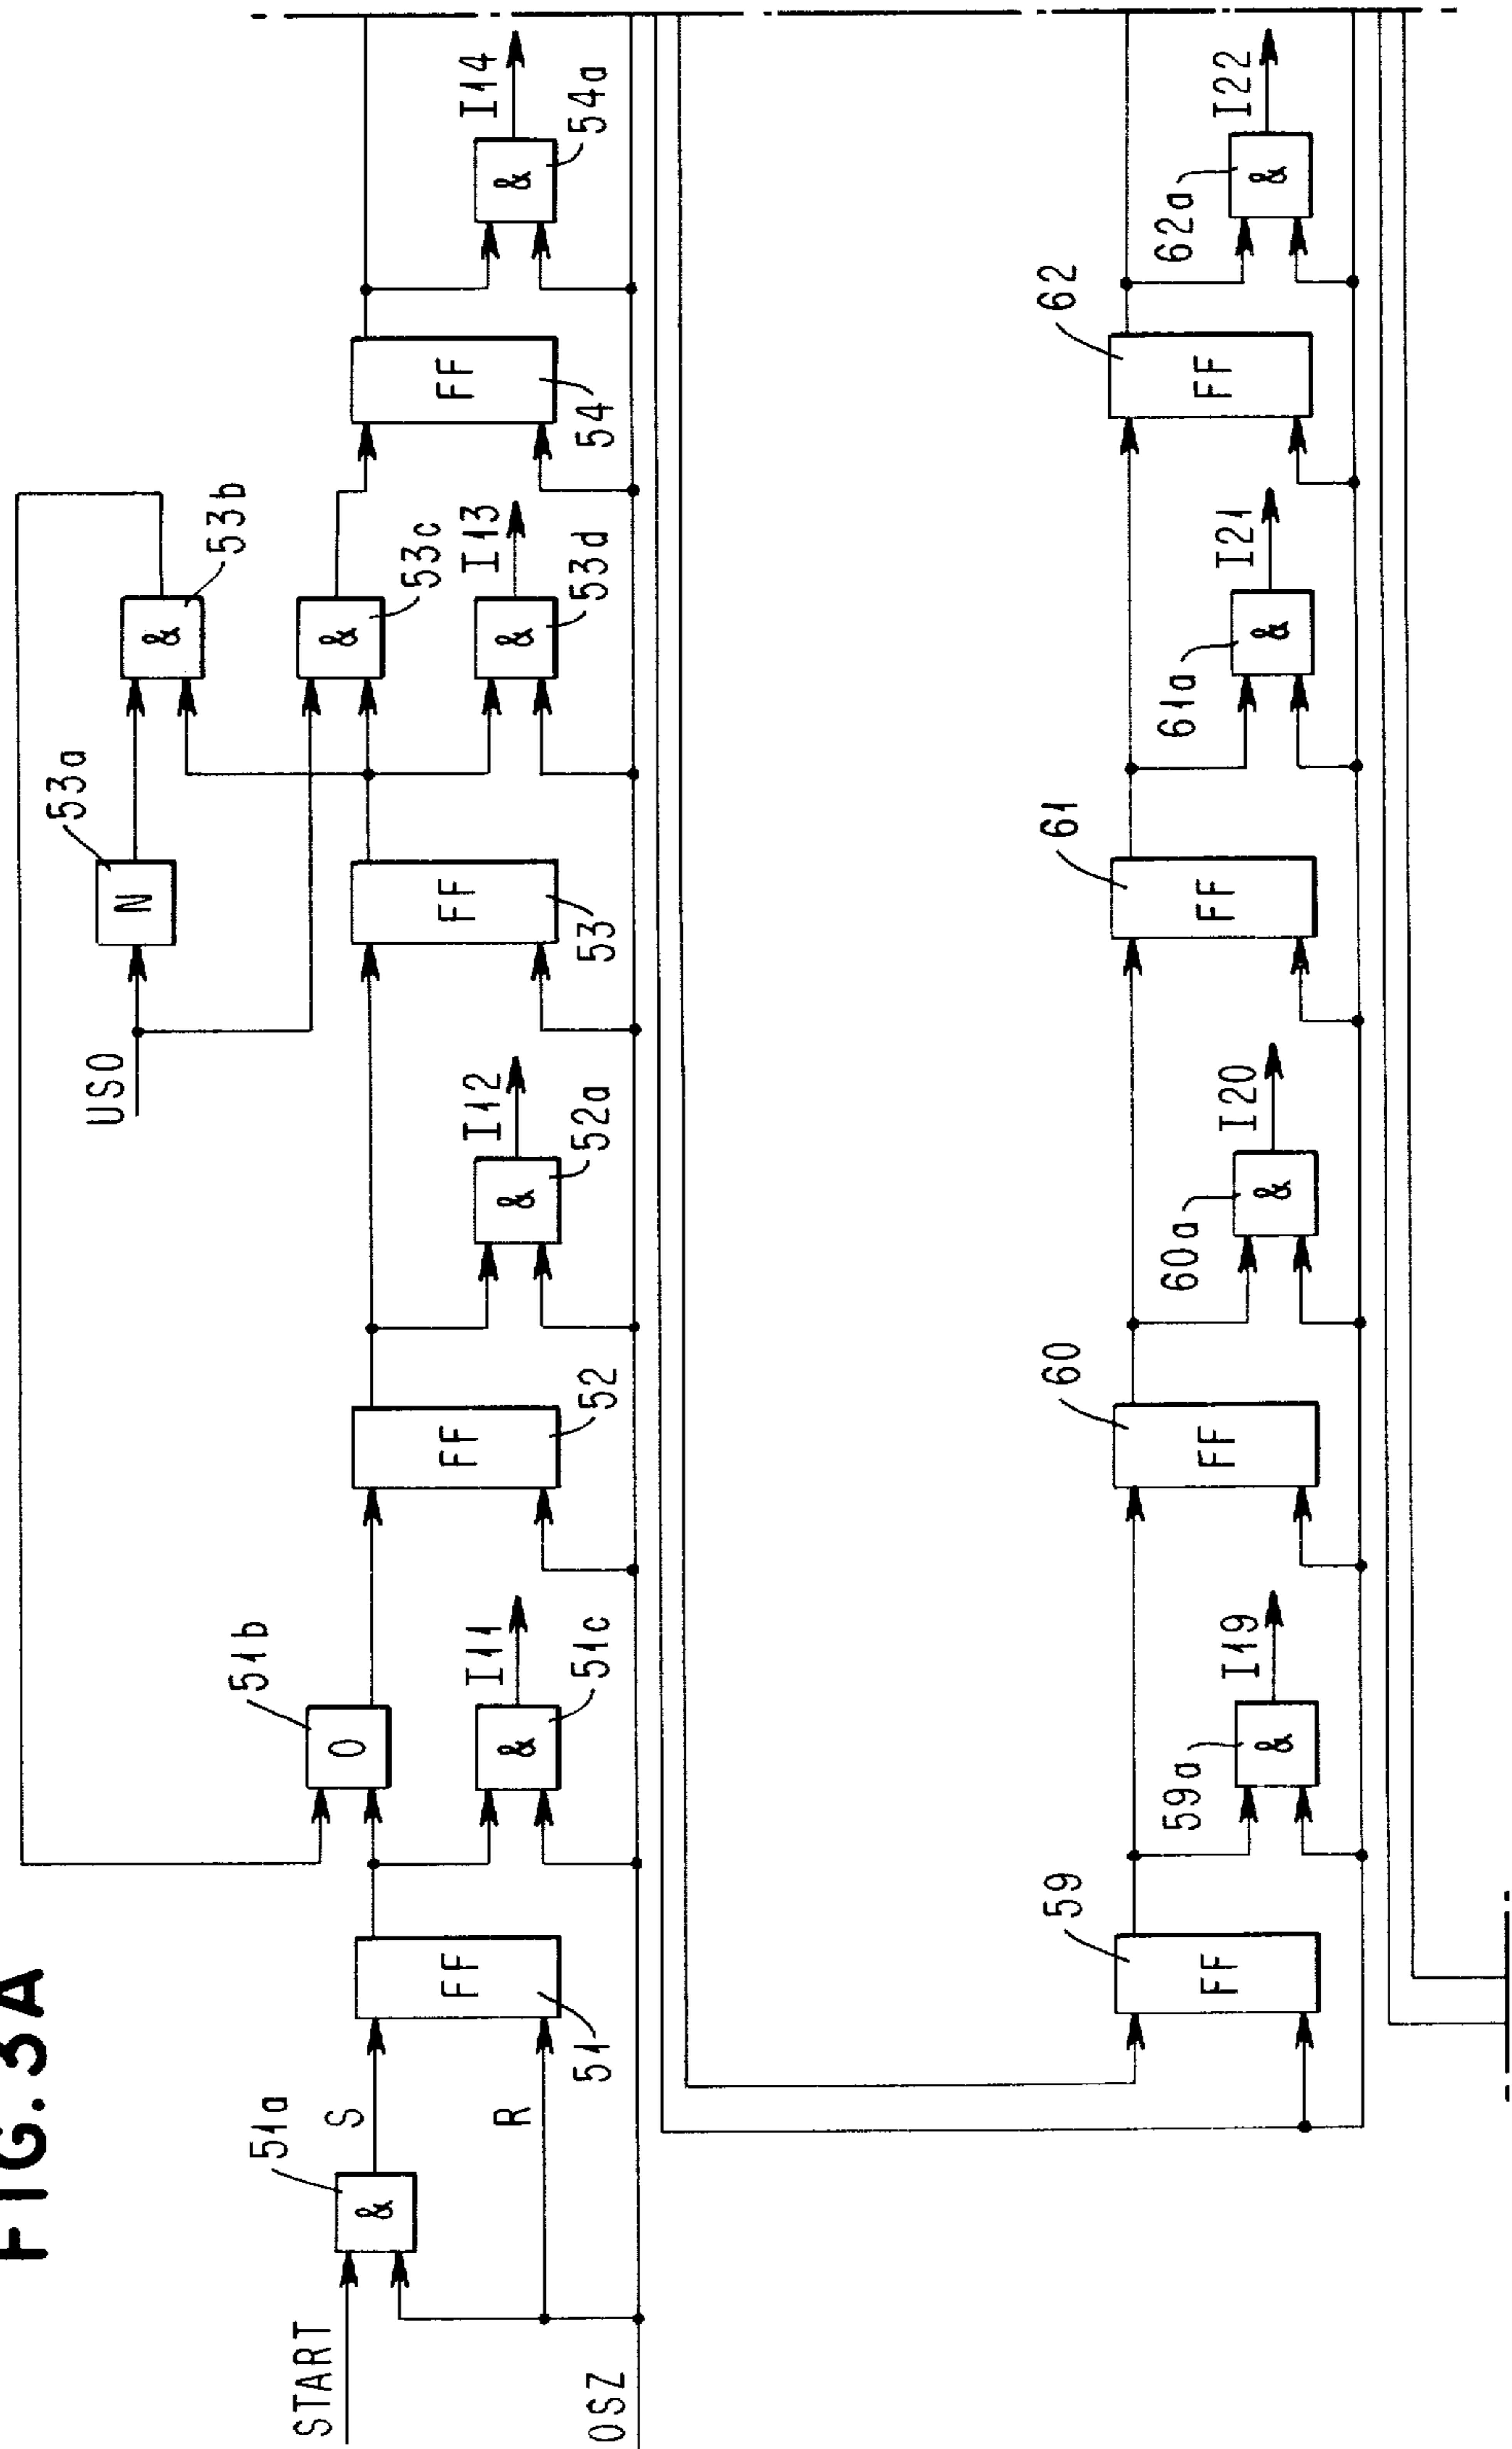 FIG.3A
START
OSZ
51a
&
S
R
FF
51
51b
O
&
I11
51c
FF
52
&
I12
52a
USO
N
53a
FF
53
&
53b
&
53c
&
I13
53d
FF
54
&
I14
54a
FF
59
&
59a
I19
FF
60
&
60a
I20
FF
61
&
61a
I21
FF
62
&
62a
I22